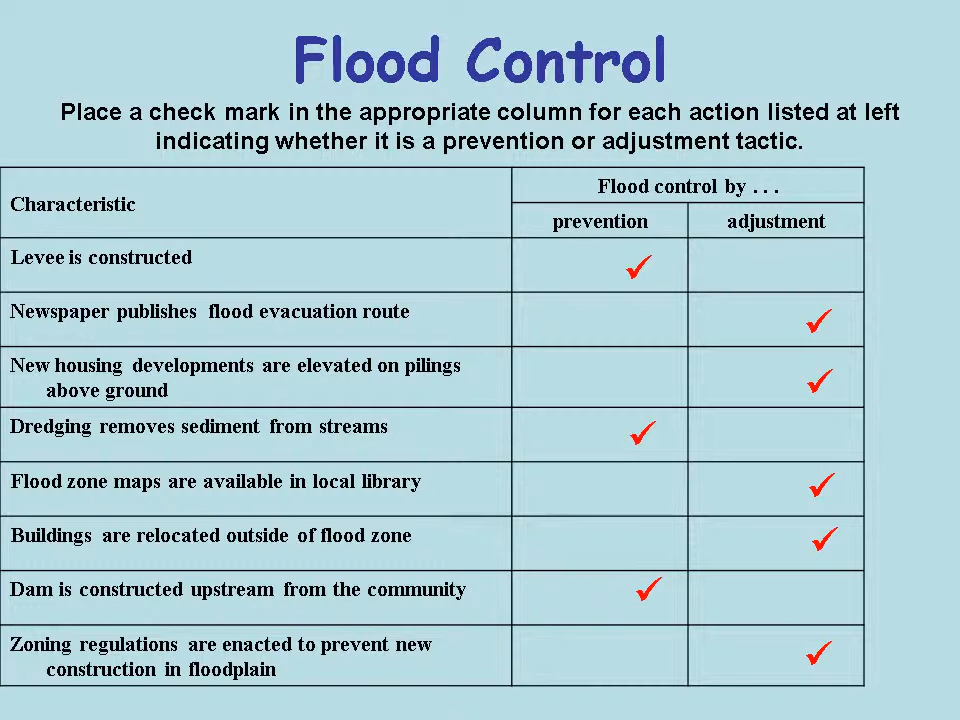 Flood Control
Place a check mark in the appropriate column for each action listed at left
indicating whether it is a prevention or adjustment tactic.
Characteristic
Flood control by . . .
prevention
adjustment
Levee is constructed
✓
Newspaper publishes flood evacuation route
✓
New housing developments are elevated on pilings
above ground
✓
Dredging removes sediment from streams
✓
Flood zone maps are available in local library
✓
Buildings are relocated outside of flood zone
✓
Dam is constructed upstream from the community
✓
Zoning regulations are enacted to prevent new
construction in floodplain
✓